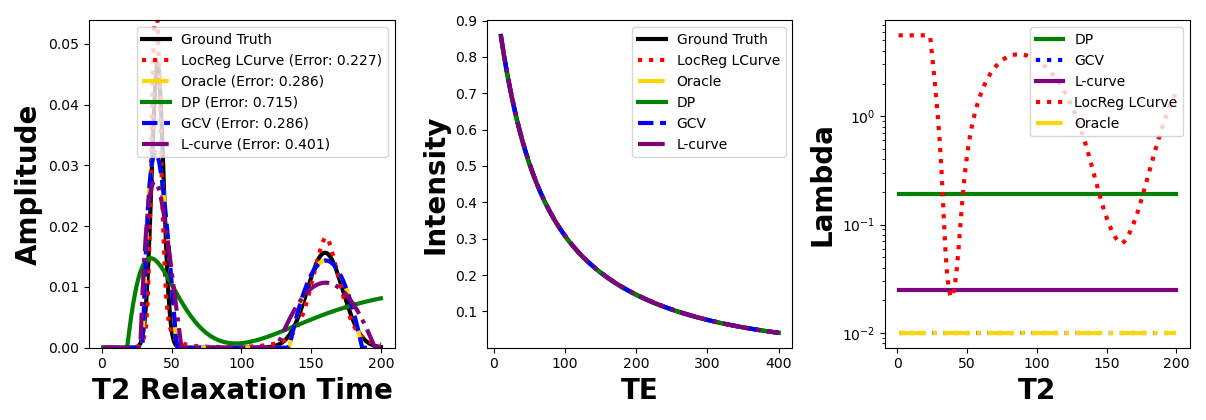 0.05
0.04
0.03
0.02
0.01
0.00
0
50
100
150
200
Amplitude
T2 Relaxation Time
Ground Truth
LocReg LCurve (Error: 0.227)
Oracle (Error: 0.286)
DP (Error: 0.715)
GCV (Error: 0.286)
L-curve (Error: 0.401)
0.9
0.8
0.7
0.6
0.5
0.4
0.3
0.2
0.1
0
100
200
300
400
Intensity
TE
Ground Truth
LocReg LCurve
Oracle
DP
GCV
L-curve
10⁰
10⁻¹
10⁻²
0
50
100
150
200
Lambda
T2
DP
GCV
L-curve
LocReg LCurve
Oracle